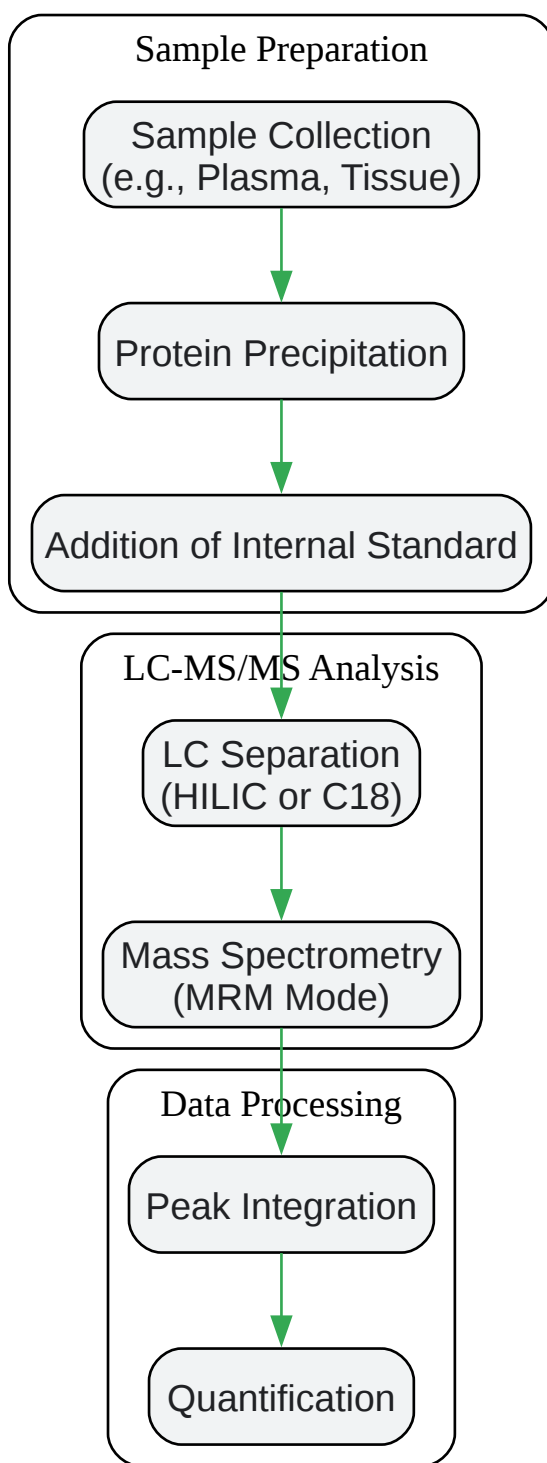 Sample Preparation
Sample Collection
(e.g., Plasma, Tissue)
Protein Precipitation
Addition of Internal Standard
LC-MS/MS Analysis
LC Separation
(HILIC or C18)
Mass Spectrometry
(MRM Mode)
Data Processing
Peak Integration
Quantification